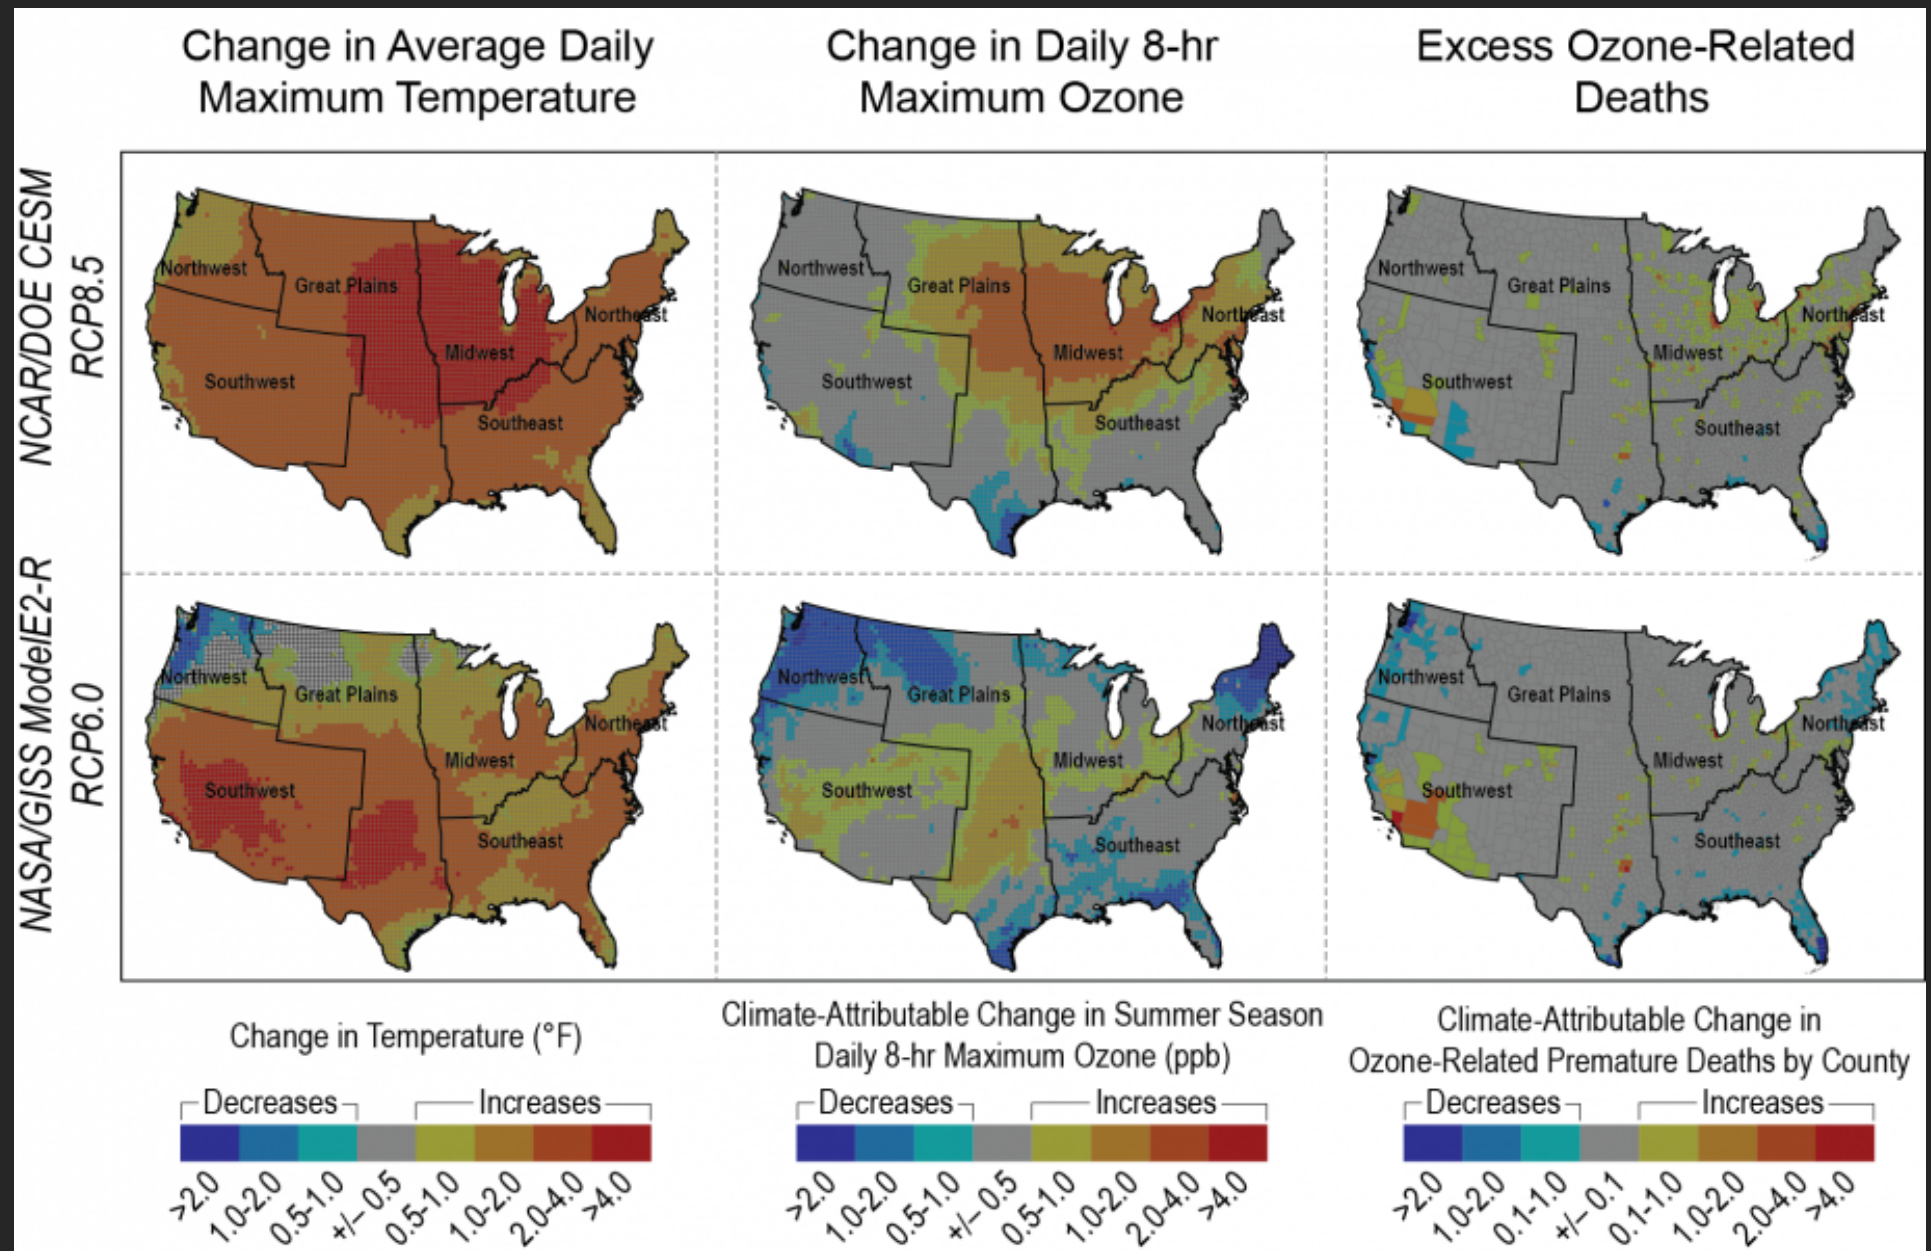 Change in Average Daily
Maximum Temperature
Change in Daily 8-hr
Maximum Ozone
Excess Ozone-Related
Deaths
NCAR/DOE CESM
RCP8.5
Northwest
Great Plains
Northeast
Midwest
Southwest
Southeast
Northwest
Great Plains
Northeast
Midwest
Southwest
Southeast
Northwest
Great Plains
Northeast
Midwest
Southwest
Southeast
NASA/GISS ModelE2-R
RCP6.0
Northwest
Great Plains
Northeast
Midwest
Southwest
Southeast
Northwest
Great Plains
Northeast
Midwest
Southwest
Southeast
Northwest
Great Plains
Northeast
Midwest
Southwest
Southeast
Change in Temperature (°F)
Decreases Increases
>2.0 1.0-2.0 0.5-1.0 +/– 0.5 0.5-1.0 1.0-2.0 2.0-4.0 >4.0
Climate-Attributable Change in Summer Season
Daily 8-hr Maximum Ozone (ppb)
Decreases Increases
>2.0 1.0-2.0 0.5-1.0 +/– 0.5 0.5-1.0 1.0-2.0 2.0-4.0 >4.0
Climate-Attributable Change in
Ozone-Related Premature Deaths by County
Decreases Increases
>2.0 1.0-2.0 0.1-1.0 +/– 0.1 0.1-1.0 1.0-2.0 2.0-4.0 >4.0